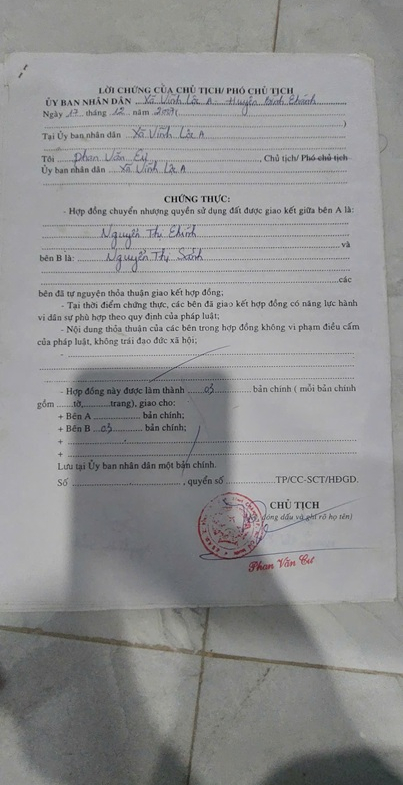 LỜI CHỨNG CỦA CHỦ TỊCH/ PHÓ CHỦ TỊCH
ỦY BAN NHÂN DÂN ...Xã Vĩnh Lộc A - Huyện Bình Chánh
Ngày 17 tháng 12 năm 2007
)
Tại Ủy ban nhân dân Xã Vĩnh Lộc A
Tôi Phan Văn Cư, Chủ tịch/ Phó chủ tịch
Ủy ban nhân dân Xã Vĩnh Lộc A
CHỨNG THỰC:
- Hợp đồng chuyển nhượng quyền sử dụng đất được giao kết giữa bên A là:
Nguyễn Thị
và
bên B là: Nguyễn Thị
các
bên đã tự nguyện thỏa thuận giao kết hợp đồng;
- Tại thời điểm chứng thực, các bên đã giao kết hợp đồng có năng lực hành
vi dân sự phù hợp theo quy định của pháp luật;
- Nội dung thỏa thuận của các bên trong hợp đồng không vi phạm điều cấm
của pháp luật, không trái đạo đức xã hội;
-
- Hợp đồng này được làm thành 03 bản chính ( mỗi bản chính
gồm ......tờ,........trang), giao cho:
+ Bên A ............... bản chính;
+ Bên B 03 bản chính;
+
+
Lưu tại Ủy ban nhân dân một bản chính.
Số ............, quyển số ............TP/CC-SCT/HĐGD.
CHỦ TỊCH
đóng dấu và ghi rõ họ tên)
Phan Văn Cư